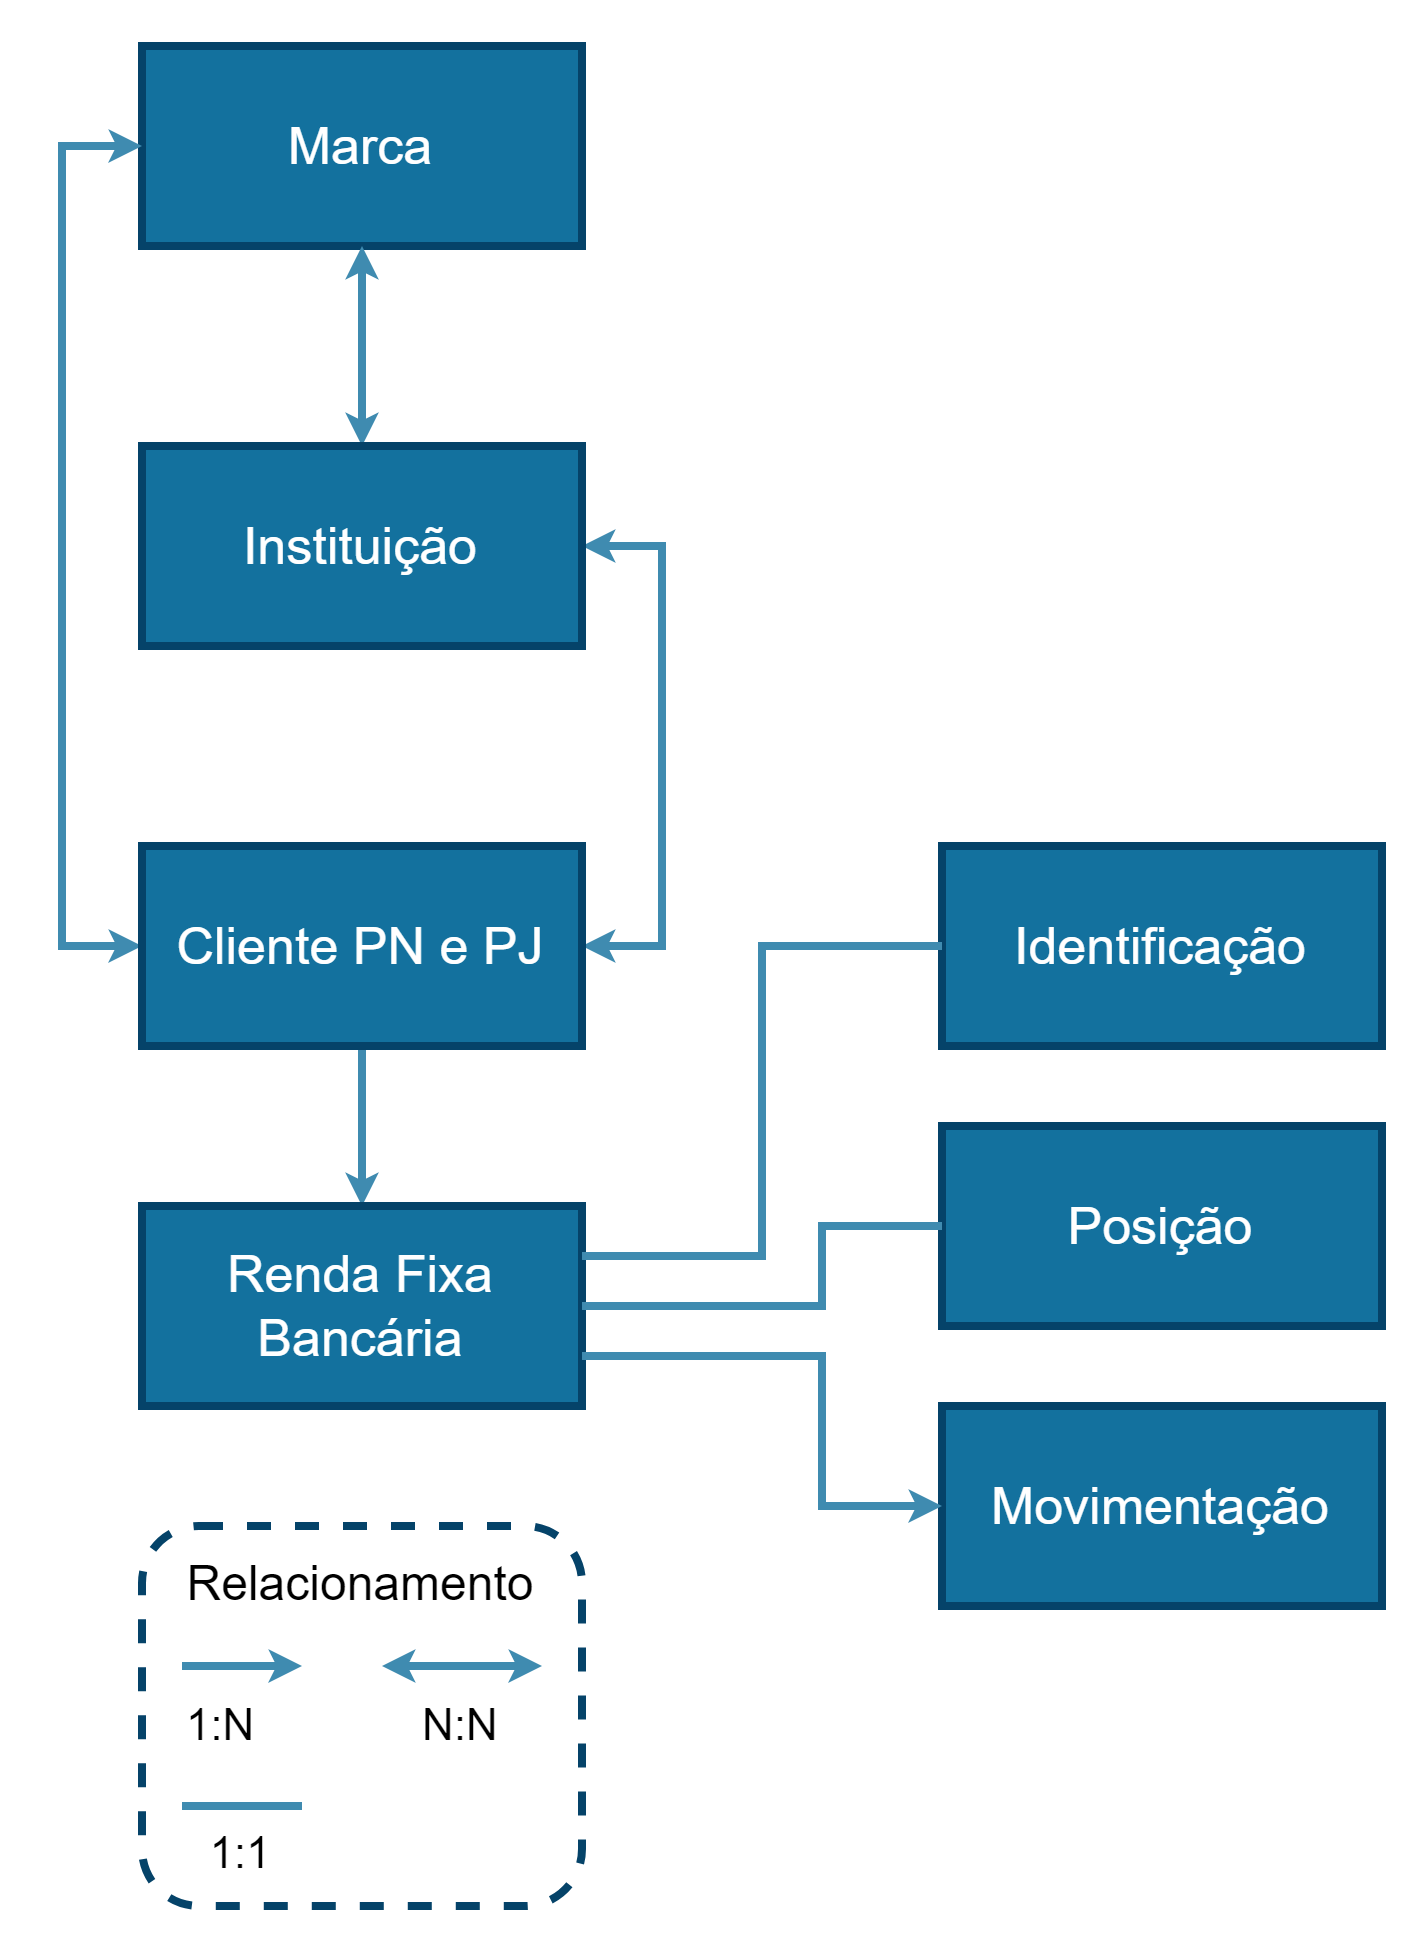 Marca
Instituição
Cliente PN e PJ
Identificação
Posição
Renda Fixa
Bancária
Movimentação
Relacionamento
1:N
N:N
1:1